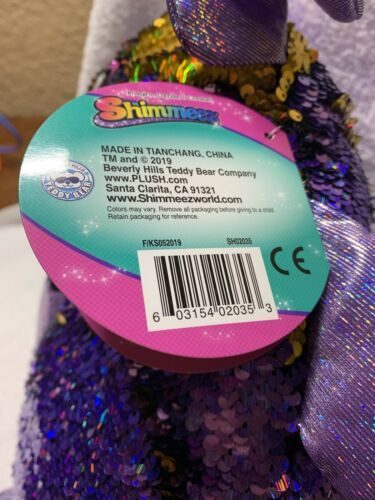 Shimmeez
MADE IN TIANCHANG, CHINA
TM and © 2019
Beverly Hills Teddy Bear Company
www.PLUSH.com
Santa Clarita, CA 91321
www.Shimmeezworld.com
Colors may vary. Remove all packaging before giving to a child.
Retain packaging for reference.
TEDDY BEAR
F/KS052019 SH02035
CE
6 03154 02035 3